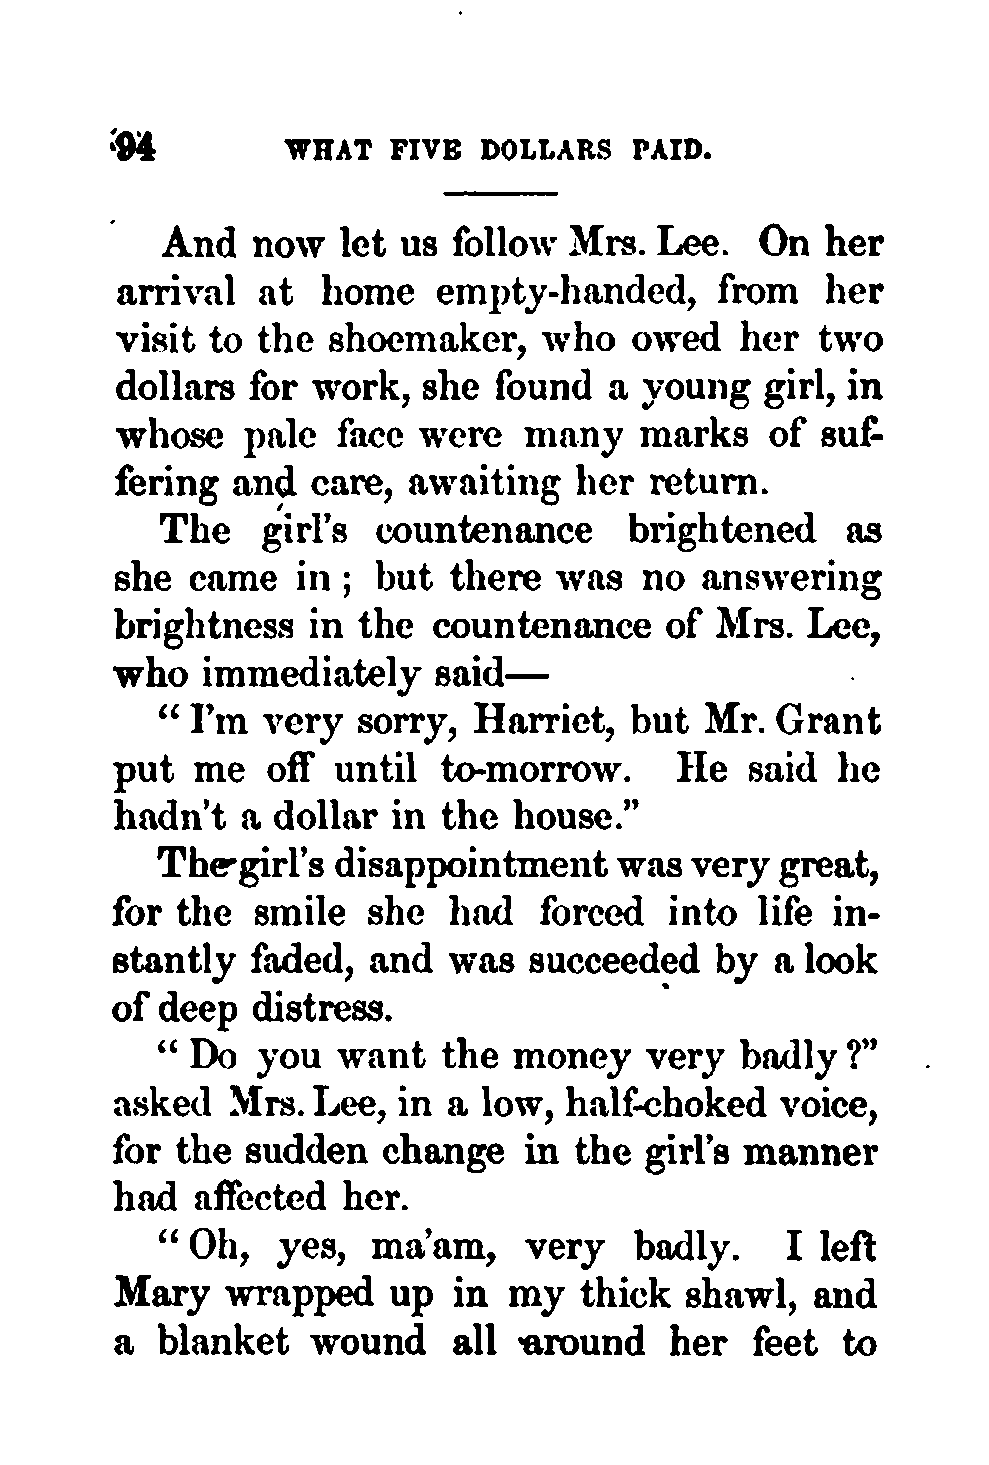 94 WHAT FIVE DOLLARS PAID.
And now let us follow Mrs. Lee. On her
arrival at home empty-handed, from her
visit to the shoemaker, who owed her two
dollars for work, she found a young girl, in
whose pale face were many marks of suf-
fering and care, awaiting her return.
The girl's countenance brightened as
she came in ; but there was no answering
brightness in the countenance of Mrs. Lee,
who immediately said—
“ I'm very sorry, Harriet, but Mr. Grant
put me off until to-morrow. He said he
hadn't a dollar in the house.”
The girl's disappointment was very great,
for the smile she had forced into life in-
stantly faded, and was succeeded by a look
of deep distress.
“ Do you want the money very badly ?”
asked Mrs. Lee, in a low, half-choked voice,
for the sudden change in the girl's manner
had affected her.
“ Oh, yes, ma'am, very badly. I left
Mary wrapped up in my thick shawl, and
a blanket wound all around her feet to